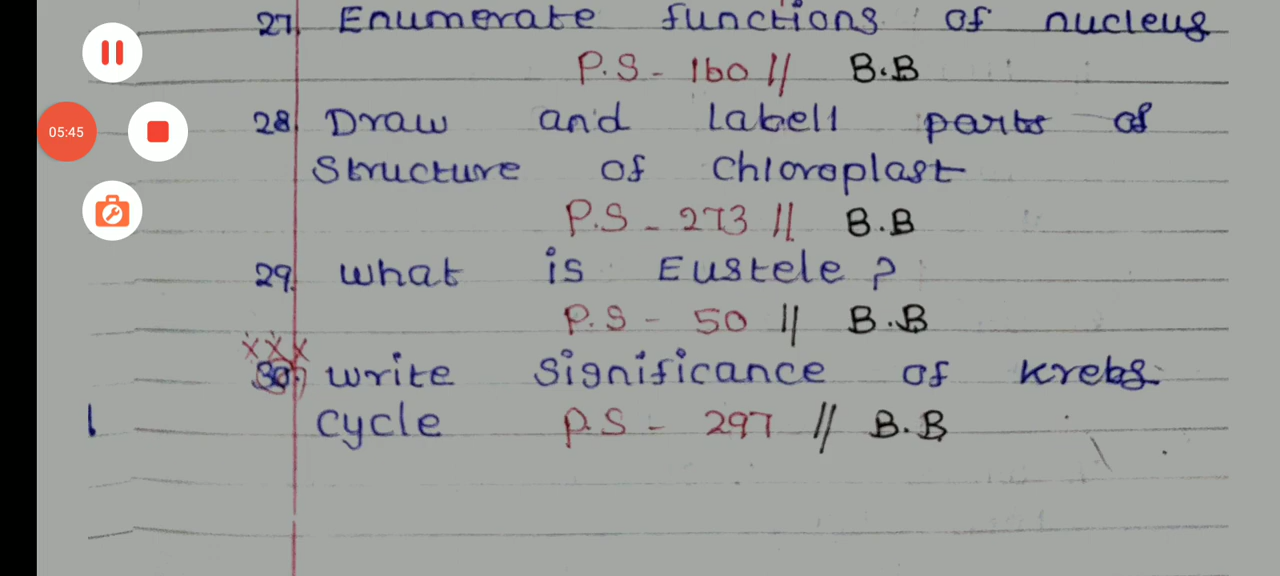 27 Enumerate functions of nucleus
P.S - 160 // B.B
28 Draw and Labell parts of
Structure of Chloroplast
P.S - 273 // B.B
05:45
29. what is Eustele ?
P.S - 50 // B.B
xxx
30) write significance of krebs
cycle P.S - 297 // B.B